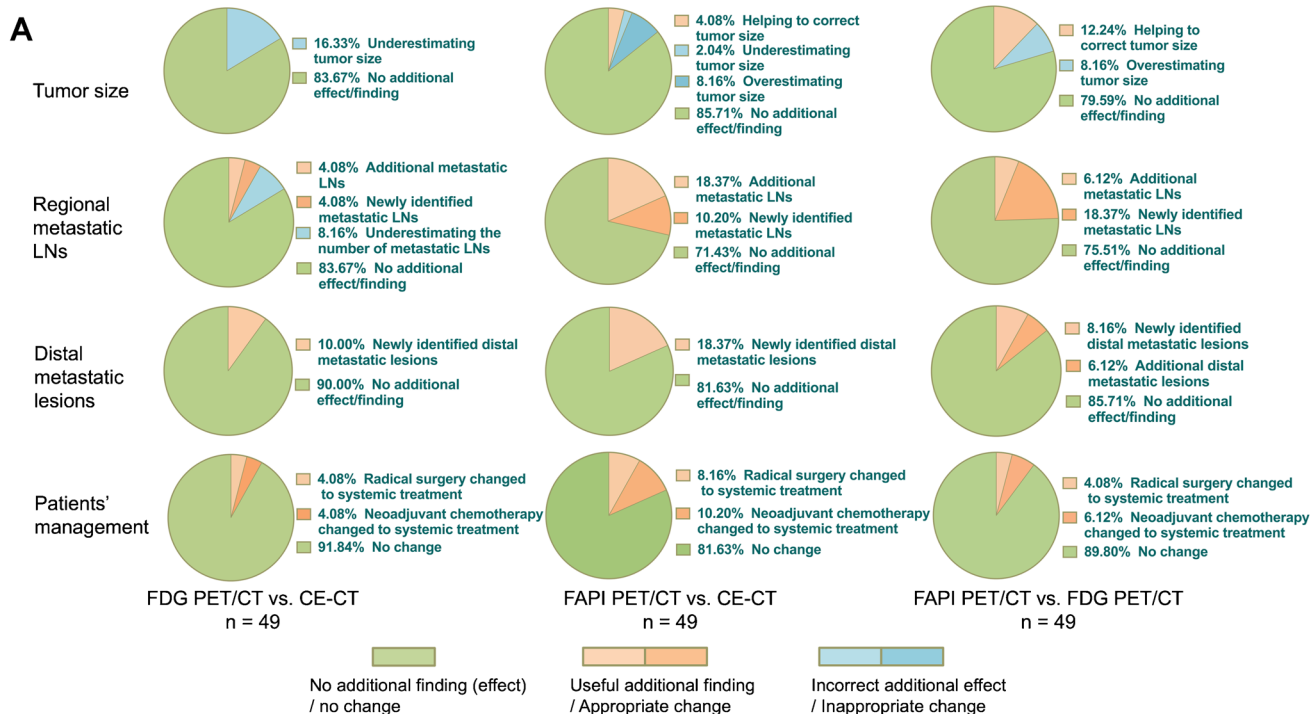 A
Tumor size
16.33% Underestimating
tumor size
83.67% No additional
effect/finding
4.08% Helping to correct
tumor size
2.04% Underestimating
tumor size
8.16% Overestimating
tumor size
85.71% No additional
effect/finding
12.24% Helping to
correct tumor size
8.16% Overestimating
tumor size
79.59% No additional
effect/finding
Regional
metastatic
LNs
4.08% Additional metastatic
LNs
4.08% Newly identified
metastatic LNs
8.16% Underestimating the
number of metastatic LNs
83.67% No additional
effect/finding
18.37% Additional
metastatic LNs
10.20% Newly identified
metastatic LNs
71.43% No additional
effect/finding
6.12% Additional
metastatic LNs
18.37% Newly identified
metastatic LNs
75.51% No additional
effect/finding
Distal
metastatic
lesions
10.00% Newly identified distal
metastatic lesions
90.00% No additional
effect/finding
18.37% Newly identified distal
metastatic lesions
81.63% No additional
effect/finding
8.16% Newly identified
distal metastatic lesions
6.12% Additional distal
metastatic lesions
85.71% No additional
effect/finding
Patients'
management
4.08% Radical surgery changed
to systemic treatment
4.08% Neoadjuvant chemotherapy
changed to systemic treatment
91.84% No change
8.16% Radical surgery changed
to systemic treatment
10.20% Neoadjuvant chemotherapy
changed to systemic treatment
81.63% No change
4.08% Radical surgery changed
to systemic treatment
6.12% Neoadjuvant chemotherapy
changed to systemic treatment
89.80% No change
FDG PET/CT vs. CE-CT
n = 49
FAPI PET/CT vs. CE-CT
n = 49
FAPI PET/CT vs. FDG PET/CT
n = 49
No additional finding (effect)
/ no change
Useful additional finding
/ Appropriate change
Incorrect additional effect
/ Inappropriate change